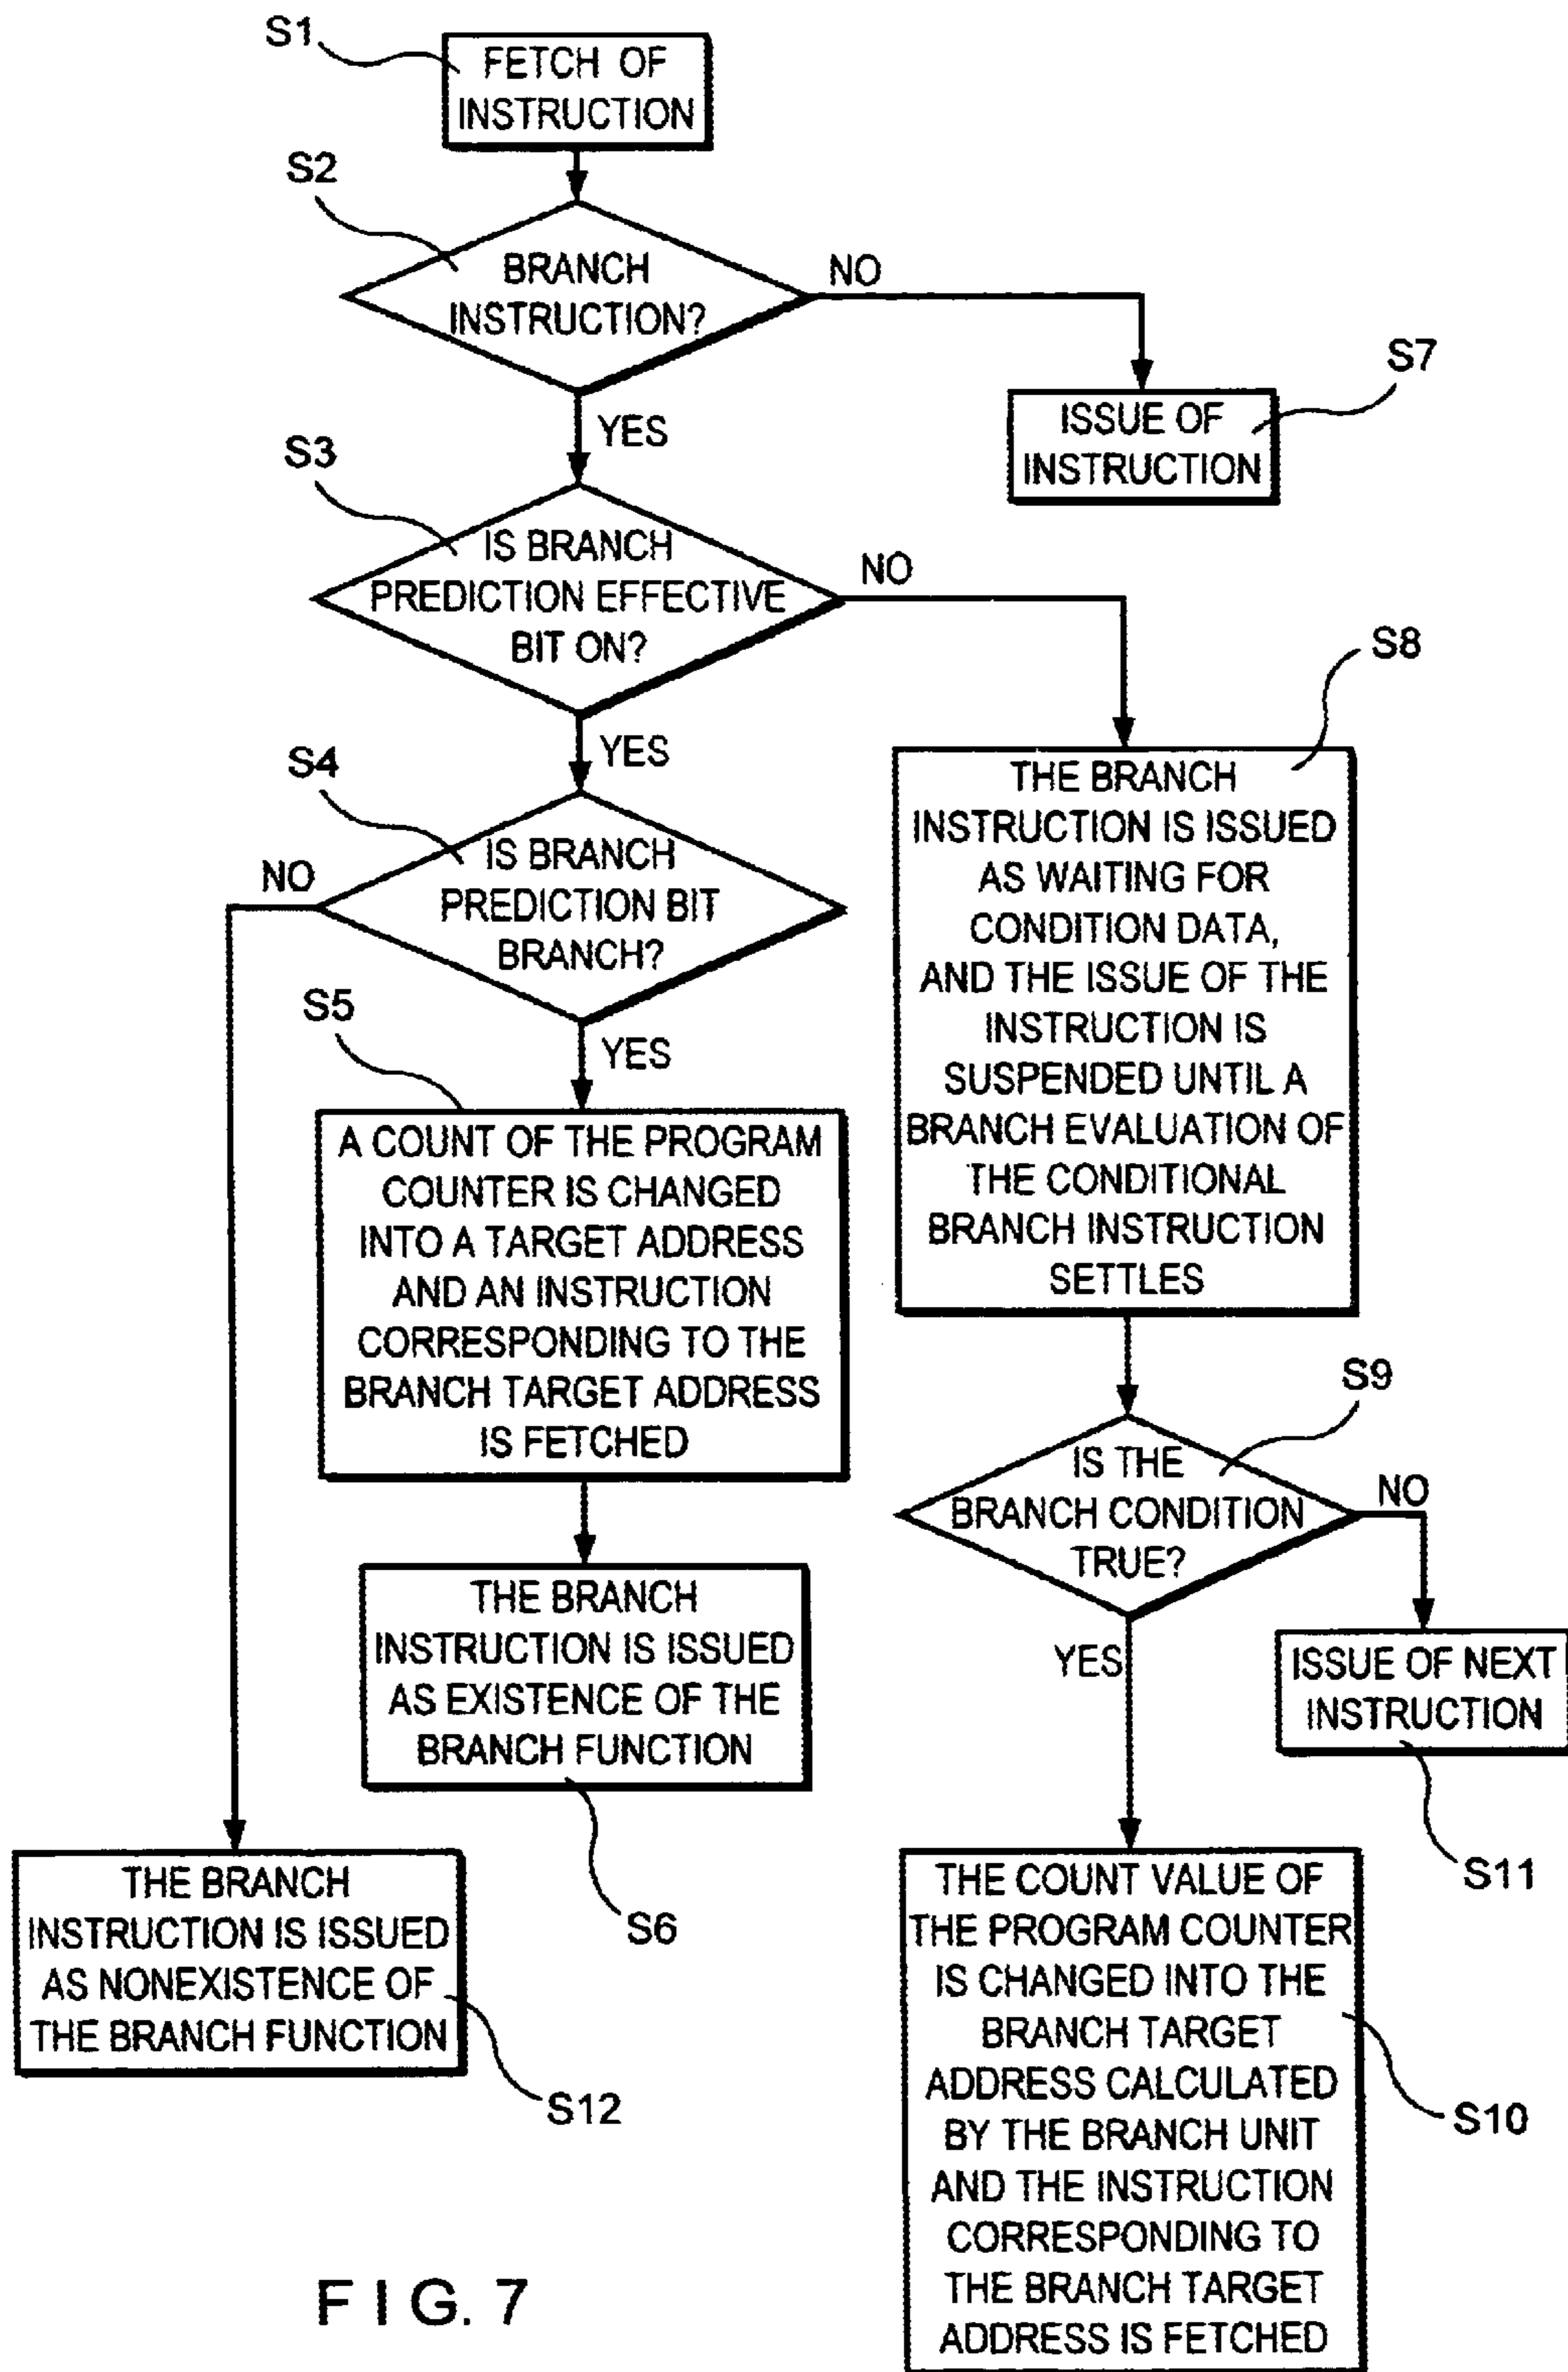 S1
FETCH OF
INSTRUCTION
S2
BRANCH
INSTRUCTION?
NO
S7
ISSUE OF
INSTRUCTION
YES
S3
IS BRANCH
PREDICTION EFFECTIVE
BIT ON?
NO
S8
THE BRANCH
INSTRUCTION IS ISSUED
AS WAITING FOR
CONDITION DATA,
AND THE ISSUE OF THE
INSTRUCTION IS
SUSPENDED UNTIL A
BRANCH EVALUATION OF
THE CONDITIONAL
BRANCH INSTRUCTION
SETTLES
YES
S4
IS BRANCH
PREDICTION BIT
BRANCH?
NO
YES
S5
A COUNT OF THE PROGRAM
COUNTER IS CHANGED
INTO A TARGET ADDRESS
AND AN INSTRUCTION
CORRESPONDING TO THE
BRANCH TARGET ADDRESS
IS FETCHED
S9
IS THE
BRANCH CONDITION
TRUE?
NO
YES
THE BRANCH
INSTRUCTION IS ISSUED
AS EXISTENCE OF THE
BRANCH FUNCTION
S6
ISSUE OF NEXT
INSTRUCTION
S11
THE BRANCH
INSTRUCTION IS ISSUED
AS NONEXISTENCE OF
THE BRANCH FUNCTION
S12
THE COUNT VALUE OF
THE PROGRAM COUNTER
IS CHANGED INTO THE
BRANCH TARGET
ADDRESS CALCULATED
BY THE BRANCH UNIT
AND THE INSTRUCTION
CORRESPONDING TO
THE BRANCH TARGET
ADDRESS IS FETCHED
S10
FIG. 7